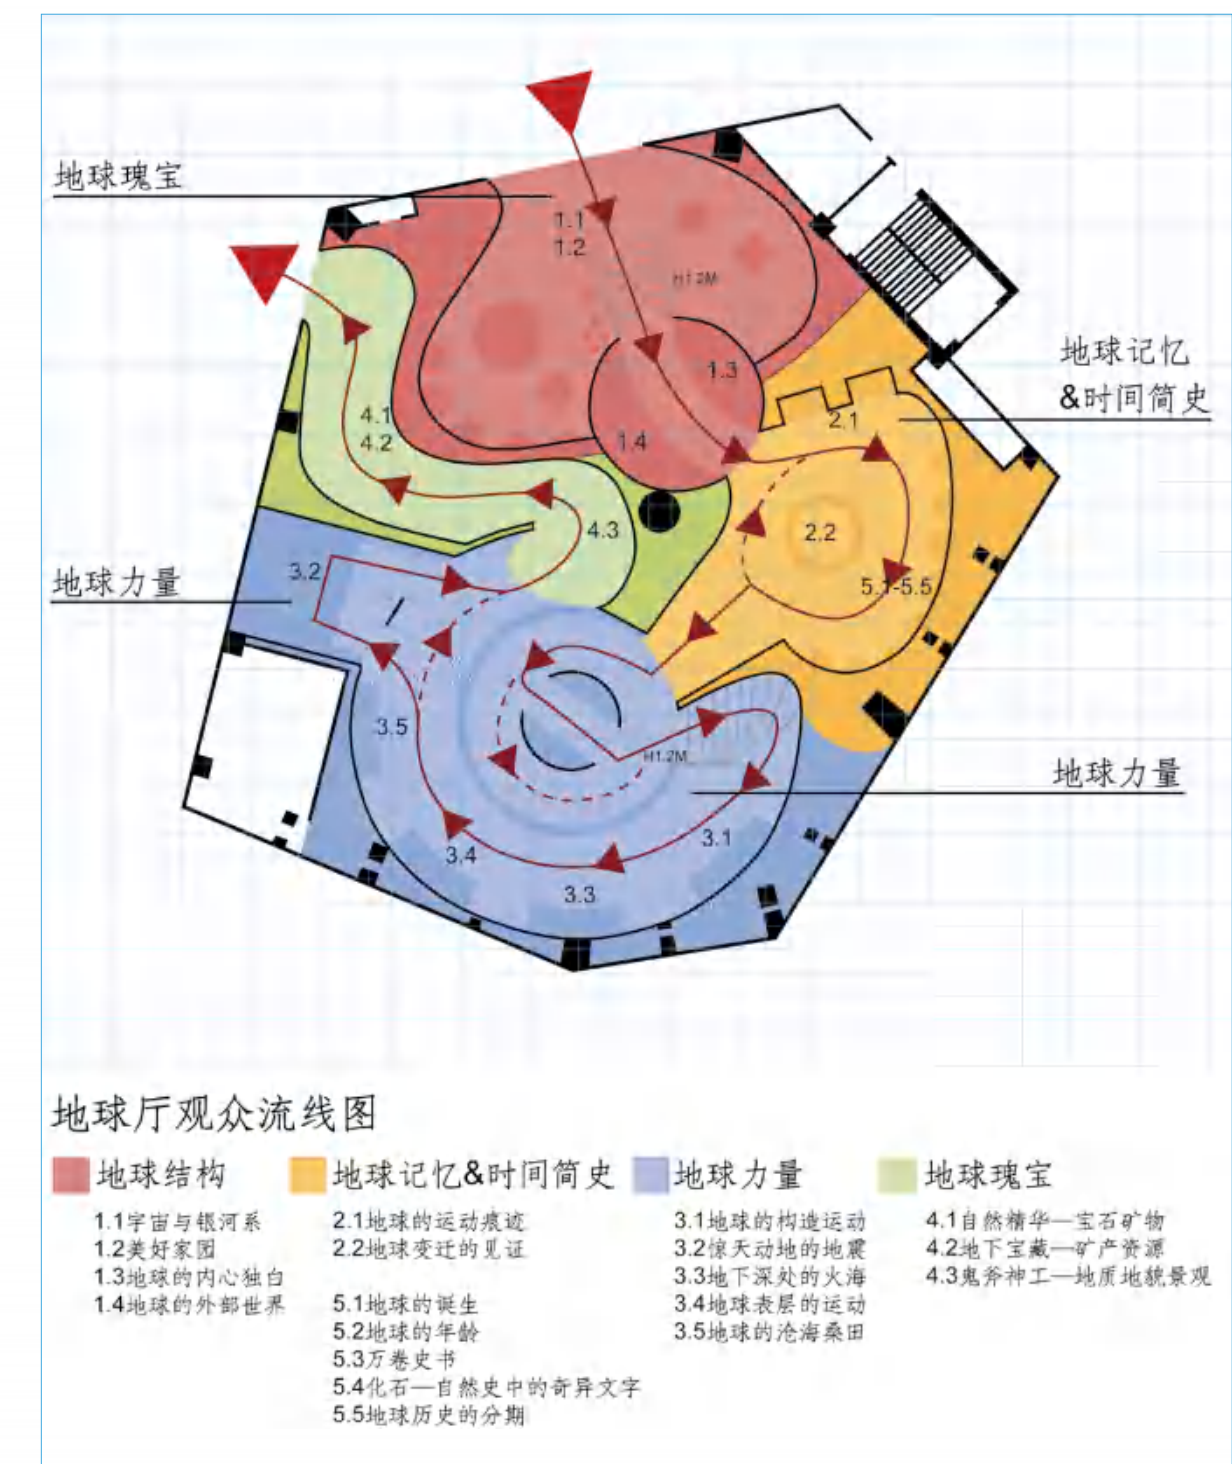 地球瑰宝
1.1
1.2
H1.2M
1.3
地球记忆
&时间简史
4.1
4.2
1.4
2.1
4.3
2.2
3.2
地球力量
5.1-5.5
3.5
H1.2M
地球力量
3.1
3.4
3.3
地球厅观众流线图
地球结构
1.1宇宙与银河系
1.2美好家园
1.3地球的内心独白
1.4地球的外部世界
地球记忆&时间简史
2.1地球的运动痕迹
2.2地球变迁的见证
5.1地球的诞生
5.2地球的年龄
5.3万卷史书
5.4化石—自然史中的奇异文字
5.5地球历史的分期
地球力量
3.1地球的构造运动
3.2惊天动地的地震
3.3地下深处的火海
3.4地球表层的运动
3.5地球的沧海桑田
地球瑰宝
4.1自然精华—宝石矿物
4.2地下宝藏—矿产资源
4.3鬼斧神工—地质地貌景观